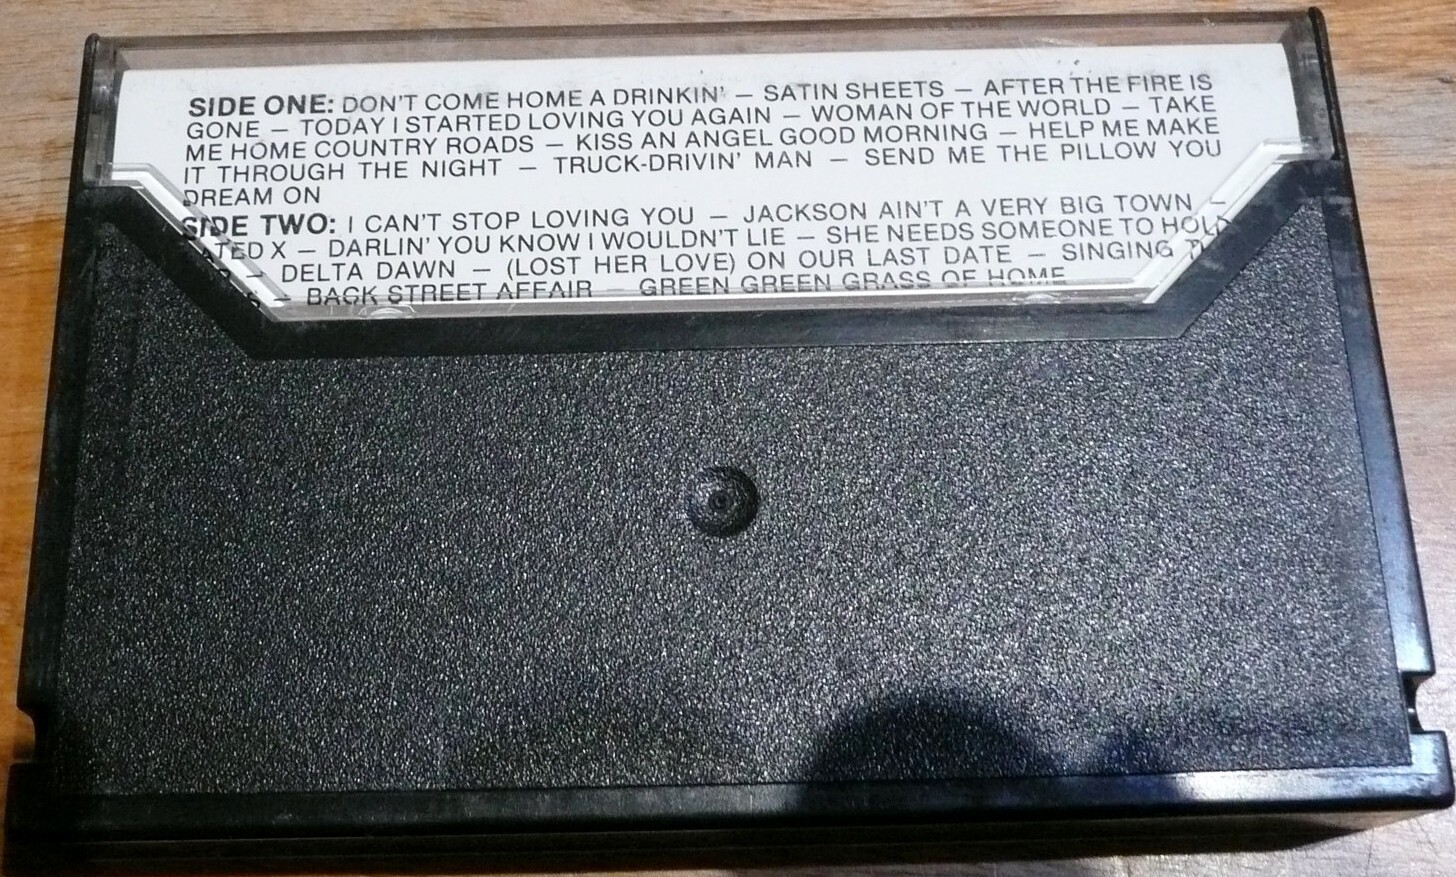 SIDE ONE: DON'T COME HOME A DRINKIN' — SATIN SHEETS — AFTER THE FIRE IS
GONE — TODAY I STARTED LOVING YOU AGAIN — WOMAN OF THE WORLD — TAKE
ME HOME COUNTRY ROADS — KISS AN ANGEL GOOD MORNING — HELP ME MAKE
IT THROUGH THE NIGHT — TRUCK-DRIVIN' MAN — SEND ME THE PILLOW YOU
DREAM ON
SIDE TWO: I CAN'T STOP LOVING YOU — JACKSON AIN'T A VERY BIG TOWN —
TED X — DARLIN' YOU KNOW I WOULDN'T LIE — SHE NEEDS SOMEONE TO HOLD
— DELTA DAWN — (LOST HER LOVE) ON OUR LAST DATE — SINGING
— BACK STREET AFFAIR — GREEN GREEN GRASS OF HOME